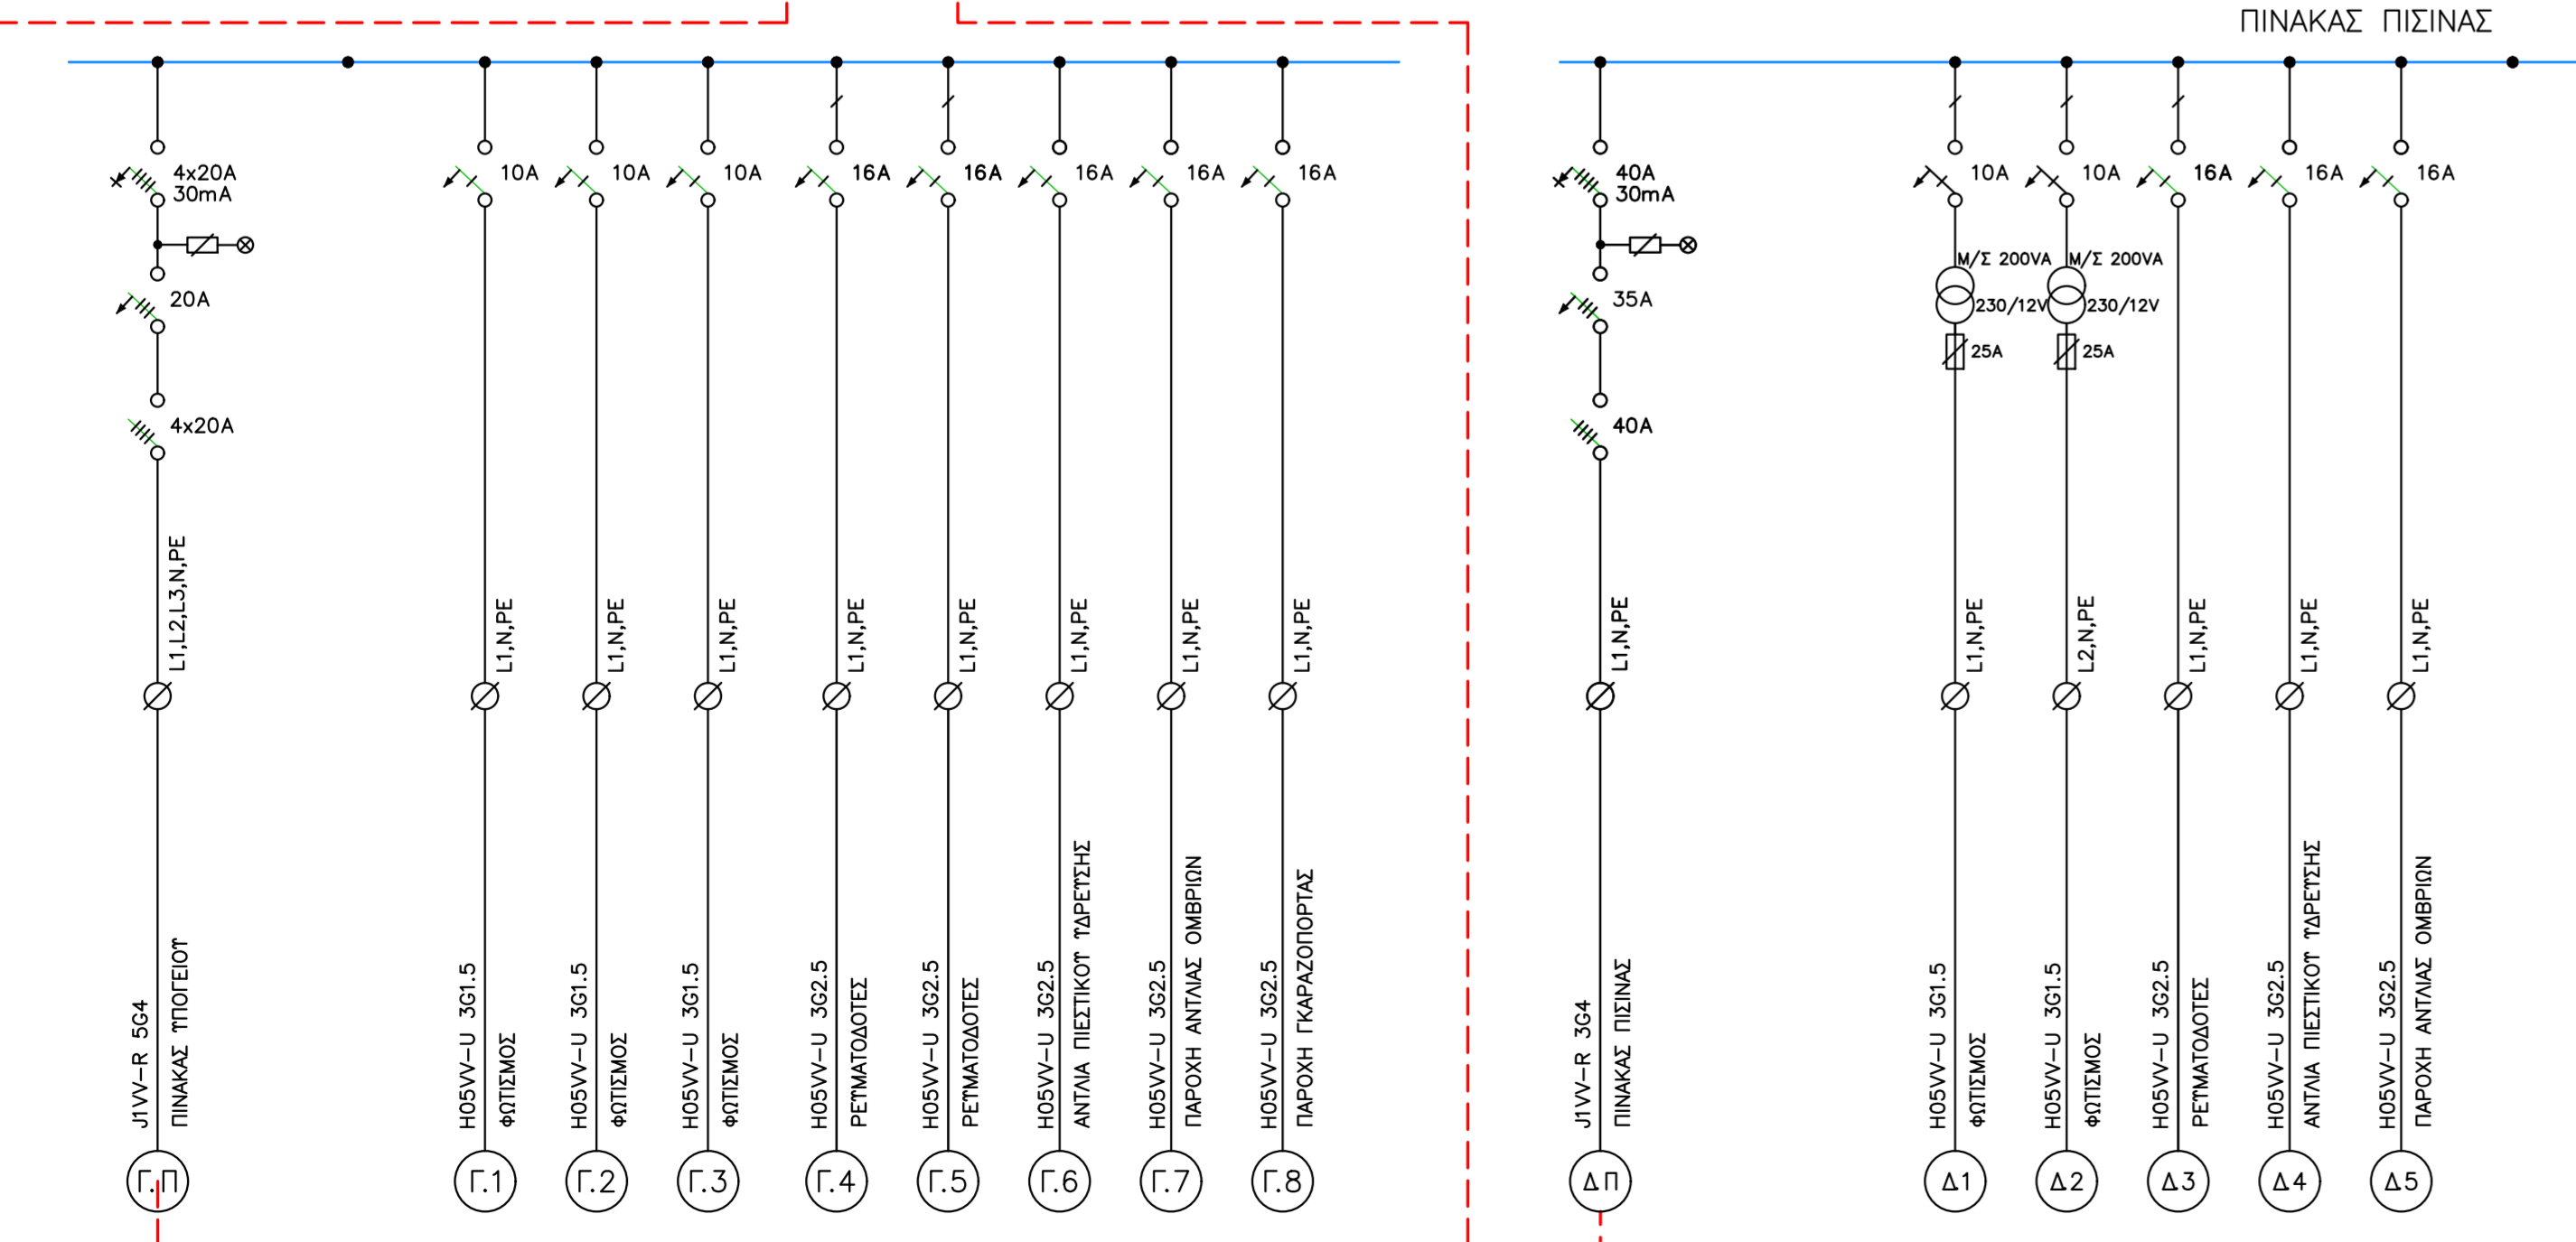 ΠΙΝΑΚΑΣ ΠΙΣΙΝΑΣ
4x20A
30mA
20A
4x20A
L1,L2,L3,N,PE
J1VV-R 5G4
ΠΙΝΑΚΑΣ ΥΠΟΓΕΙΟΥ
Γ.Π
10A
L1,N,PE
H05VV-U 3G1.5
ΦΩΤΙΣΜΟΣ
Γ.1
10A
L1,N,PE
H05VV-U 3G1.5
ΦΩΤΙΣΜΟΣ
Γ.2
10A
L1,N,PE
H05VV-U 3G1.5
ΦΩΤΙΣΜΟΣ
Γ.3
16A
L1,N,PE
H05VV-U 3G2.5
ΡΕΥΜΑΤΟΔΟΤΕΣ
Γ.4
16A
L1,N,PE
H05VV-U 3G2.5
ΡΕΥΜΑΤΟΔΟΤΕΣ
Γ.5
16A
L1,N,PE
H05VV-U 3G2.5
ΑΝΤΛΙΑ ΠΙΕΣΤΙΚΟΥ ΥΔΡΕΥΣΗΣ
Γ.6
16A
L1,N,PE
H05VV-U 3G2.5
ΠΑΡΟΧΗ ΑΝΤΛΙΑΣ ΟΜΒΡΙΩΝ
Γ.7
16A
L1,N,PE
H05VV-U 3G2.5
ΠΑΡΟΧΗ ΓΚΑΡΑΖΟΠΟΡΤΑΣ
Γ.8
40A
30mA
35A
40A
L1,N,PE
J1VV-R 3G4
ΠΙΝΑΚΑΣ ΠΙΣΙΝΑΣ
Δ.Π
10A
Μ/Σ 200VA
230/12V
25A
L1,N,PE
H05VV-U 3G1.5
ΦΩΤΙΣΜΟΣ
Δ.1
10A
Μ/Σ 200VA
230/12V
25A
L2,N,PE
H05VV-U 3G1.5
ΦΩΤΙΣΜΟΣ
Δ.2
16A
L1,N,PE
H05VV-U 3G2.5
ΡΕΥΜΑΤΟΔΟΤΕΣ
Δ.3
16A
L1,N,PE
H05VV-U 3G2.5
ΑΝΤΛΙΑ ΠΙΕΣΤΙΚΟΥ ΥΔΡΕΥΣΗΣ
Δ.4
16A
L1,N,PE
H05VV-U 3G2.5
ΠΑΡΟΧΗ ΑΝΤΛΙΑΣ ΟΜΒΡΙΩΝ
Δ.5